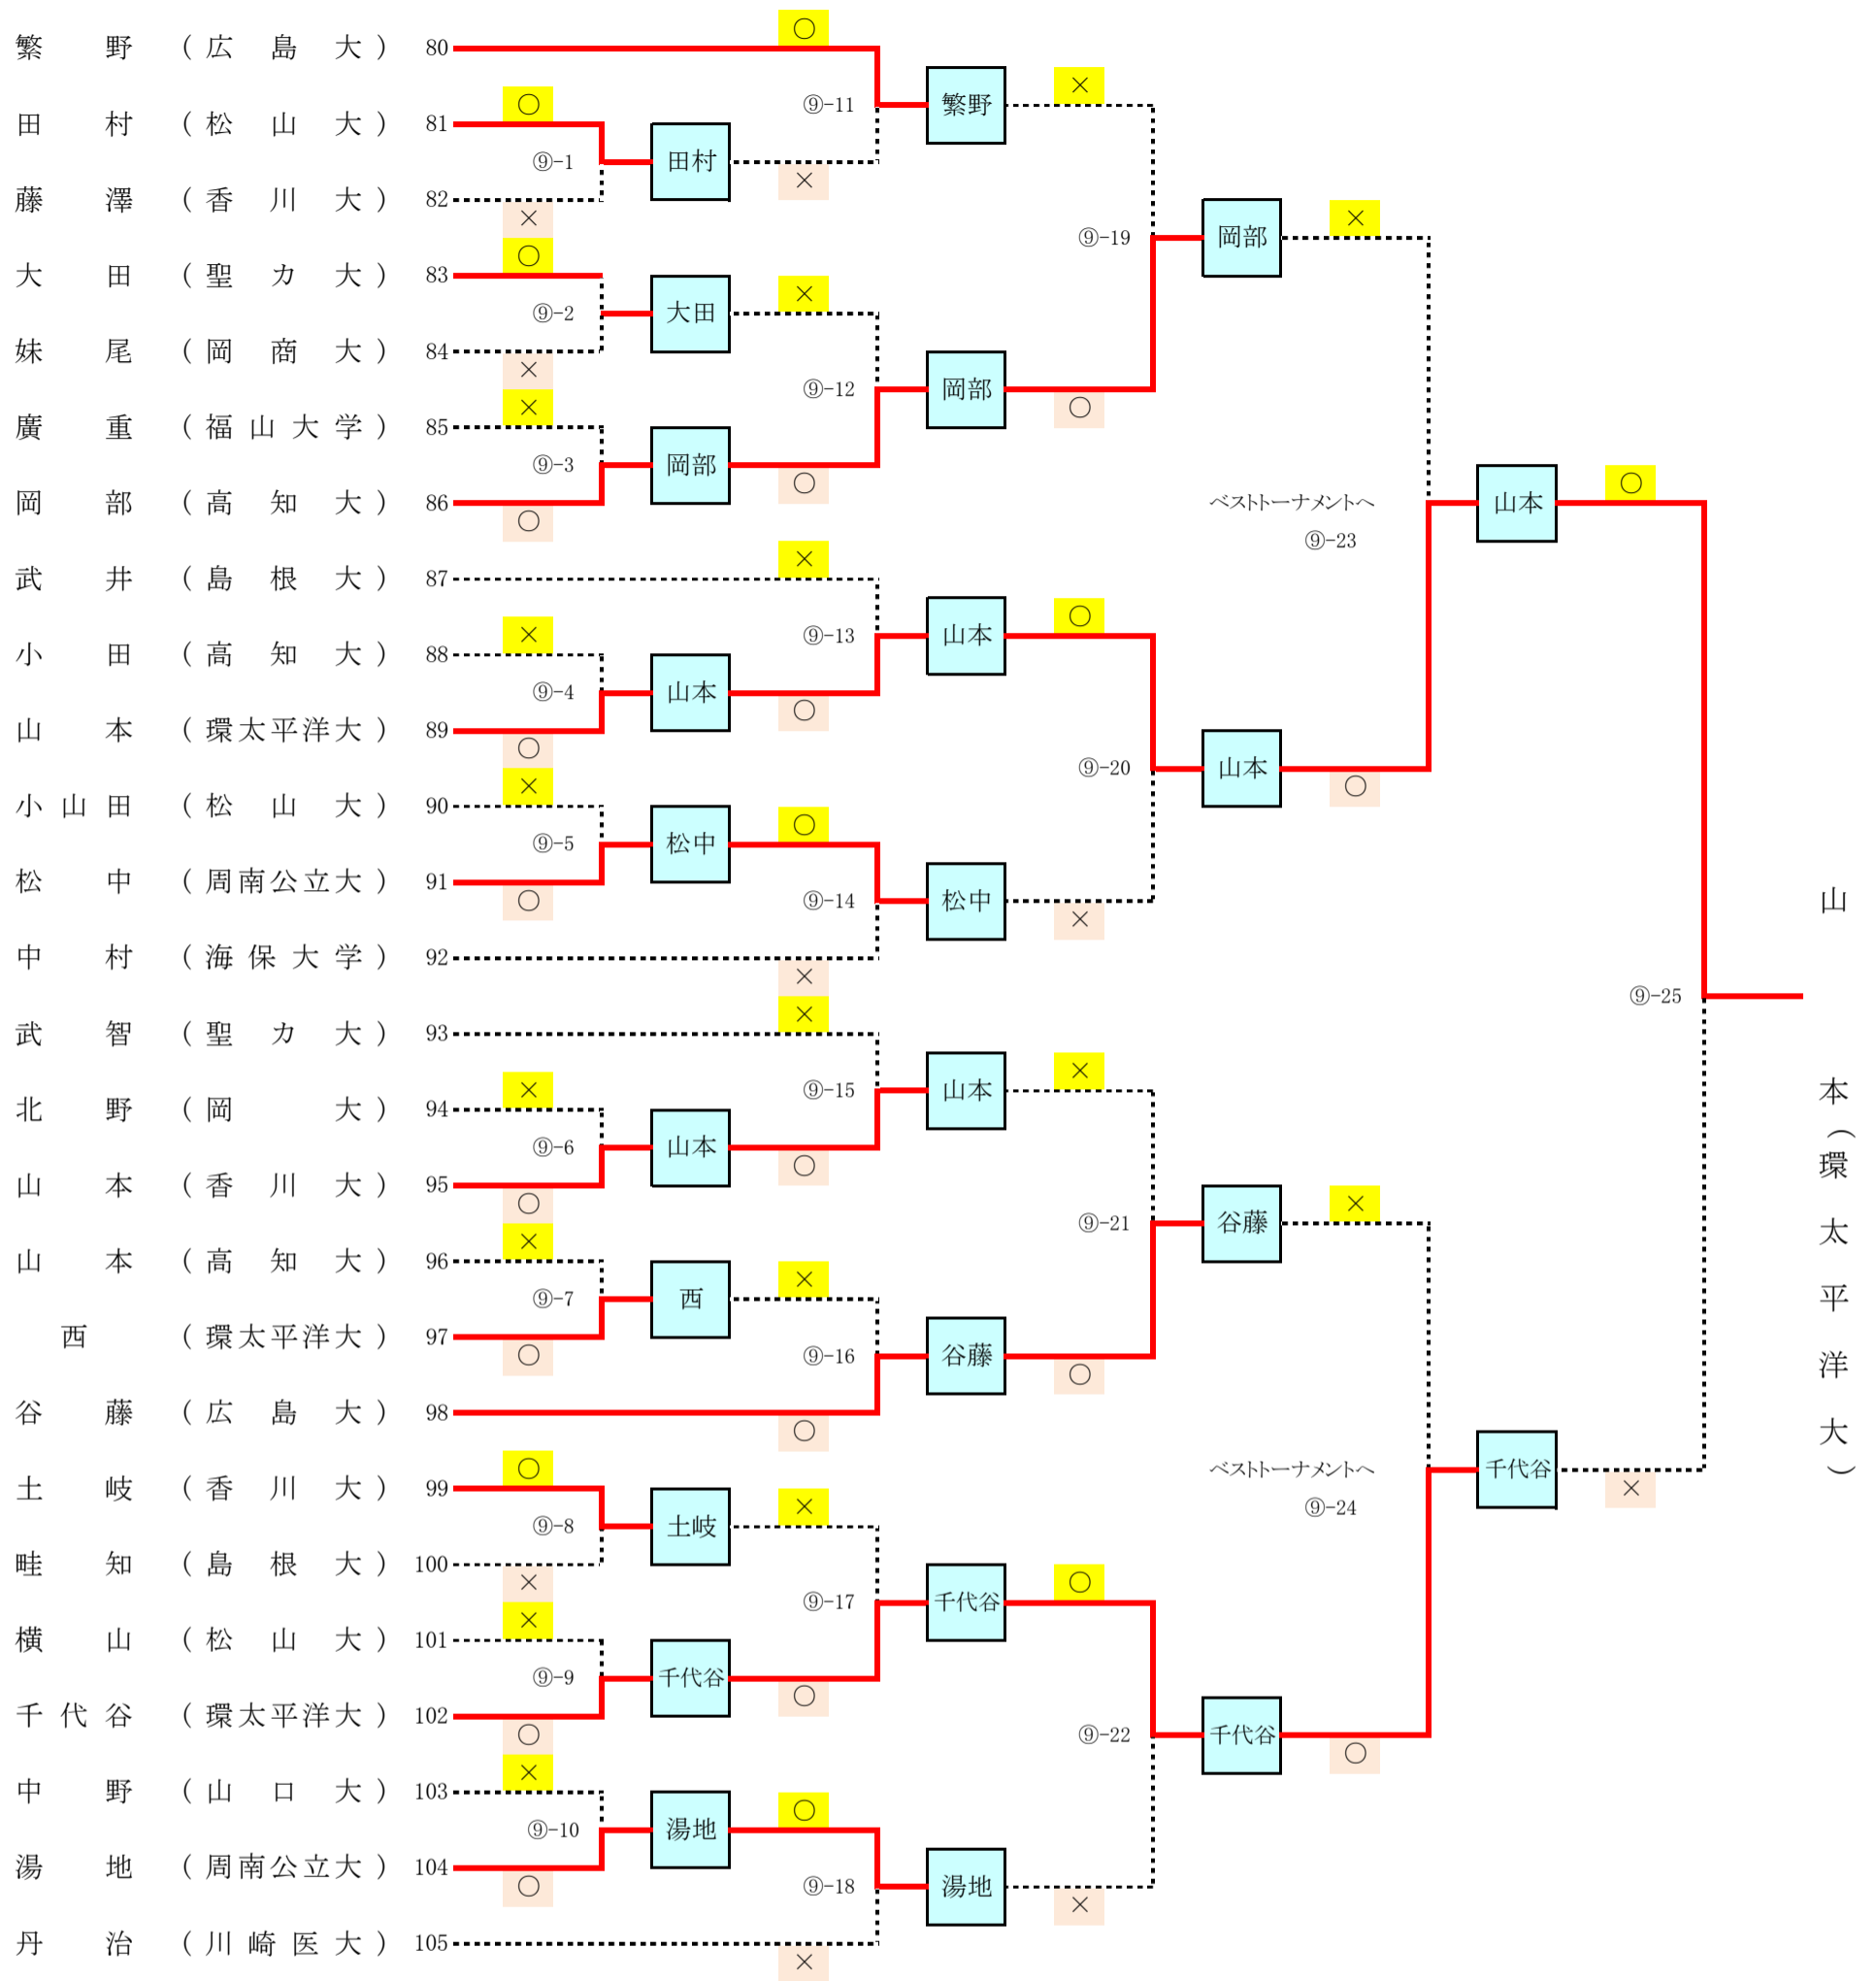 繁野（広島大） 80
田村（松山大） 81
藤澤（香川大） 82
大田（聖カ大） 83
妹尾（岡商大） 84
廣重（福山大学） 85
岡部（高知大） 86
武井（島根大） 87
小田（高知大） 88
山本（環太平洋大） 89
小山田（松山大） 90
松中（周南公立大） 91
中村（海保大学） 92
武智（聖カ大） 93
北野（岡大） 94
山本（香川大） 95
山本（高知大） 96
西（環太平洋大） 97
谷藤（広島大） 98
土岐（香川大） 99
畦知（島根大） 100
横山（松山大） 101
千代谷（環太平洋大） 102
中野（山口大） 103
湯地（周南公立大） 104
丹治（川崎医大） 105
○
⑨-1
×
○
⑨-2
×
×
⑨-3
○
×
⑨-4
○
×
⑨-5
○
×
⑨-6
○
×
⑨-7
○
○
⑨-8
×
×
⑨-9
○
×
⑨-10
○
田村
大田
岡部
山本
松中
山本
西
土岐
千代谷
湯地
○
⑨-11
×
×
⑨-12
○
×
⑨-13
○
○
⑨-14
×
×
⑨-15
○
×
⑨-16
○
×
⑨-17
○
○
⑨-18
×
繁野
岡部
山本
松中
山本
谷藤
千代谷
湯地
×
⑨-19
○
○
⑨-20
×
×
⑨-21
○
○
⑨-22
×
岡部
山本
谷藤
千代谷
×
ベストトーナメントへ
⑨-23
○
×
ベストトーナメントへ
⑨-24
○
山本
千代谷
○
⑨-25
×
山本（環太平洋大）